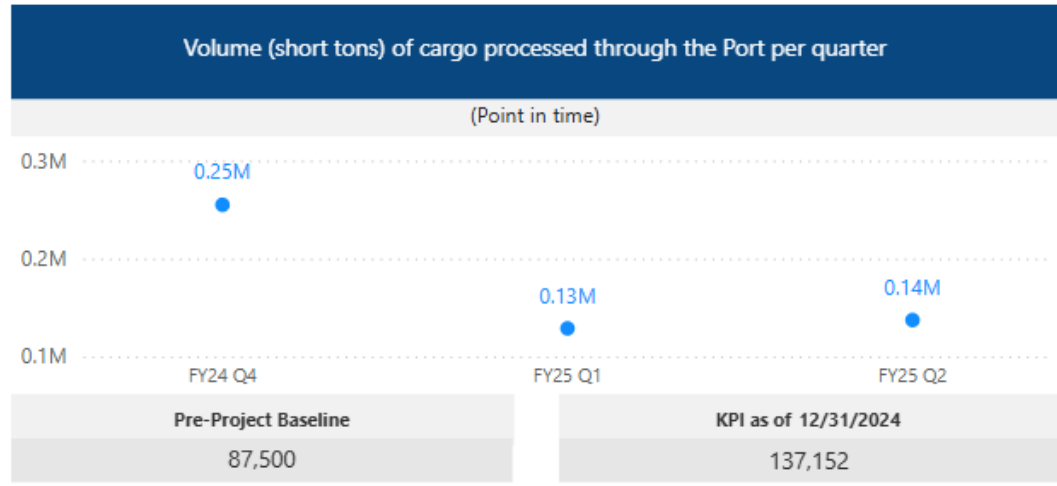 Volume (short tons) of cargo processed through the Port per quarter
(Point in time)
0.3M
0.25M
0.2M
0.13M
0.14M
0.1M
FY24 Q4 FY25 Q1 FY25 Q2
Pre-Project Baseline KPI as of 12/31/2024
87,500 137,152